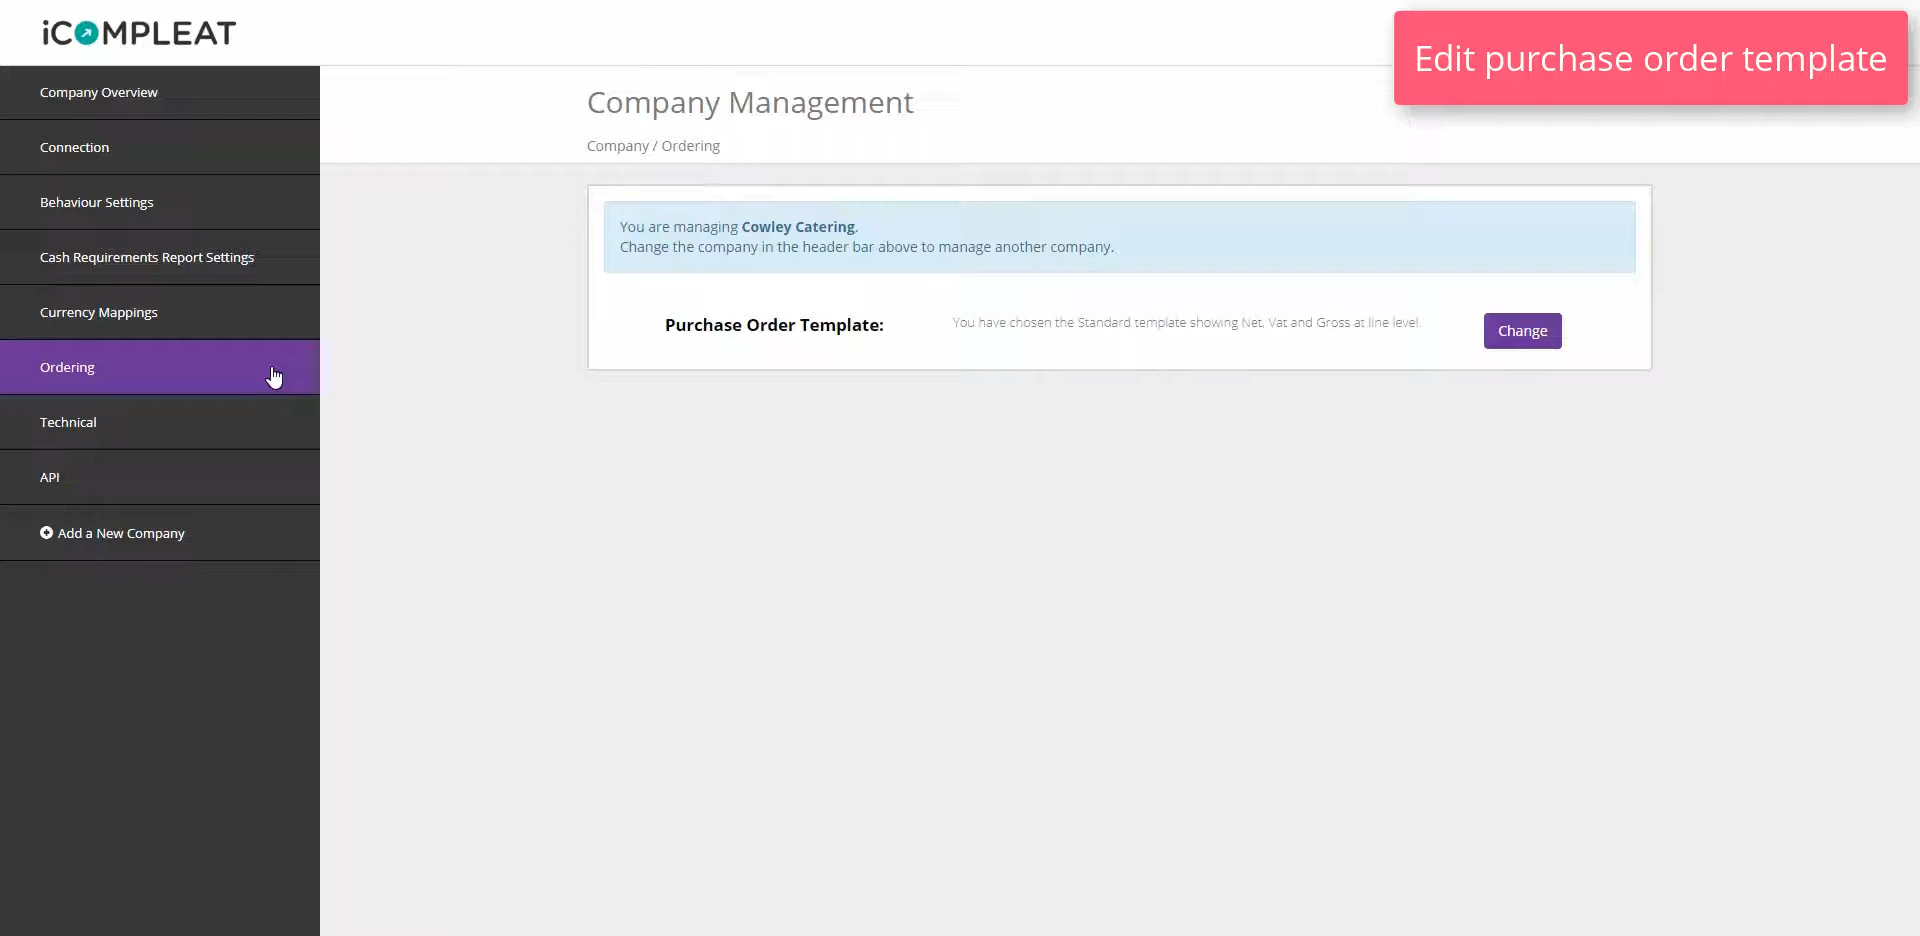 iCOMPLEAT
Edit purchase order template
Company Overview
Connection
Behaviour Settings
Cash Requirements Report Settings
Currency Mappings
Ordering
Technical
API
Add a New Company
Company Management
Company / Ordering
You are managing Cowley Catering.
Change the company in the header bar above to manage another company.
Purchase Order Template:
You have chosen the Standard template showing Net, Vat and Gross at line level.
Change